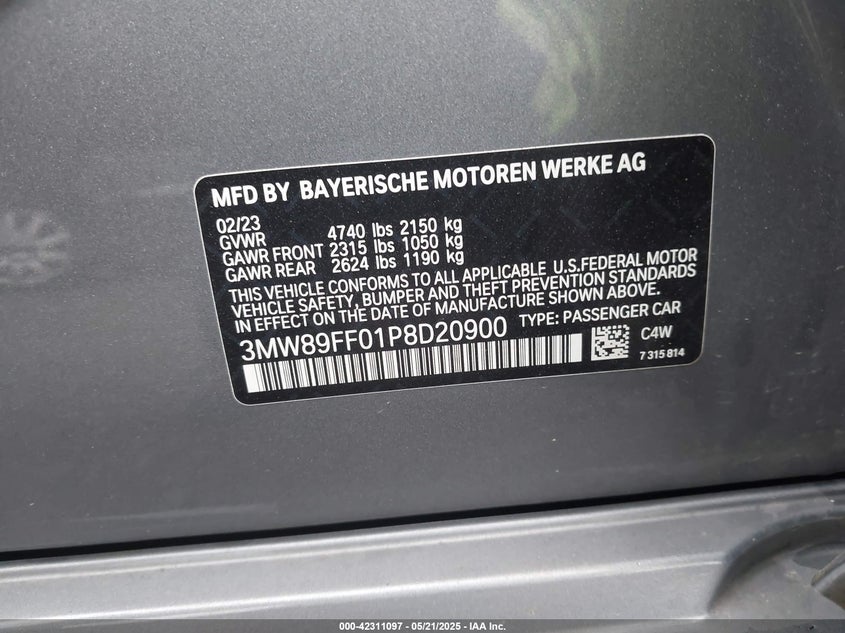 MFD BY BAYERISCHE MOTOREN WERKE AG
02/23
GVWR 4740 lbs 2150 kg
GAWR FRONT 2315 lbs 1050 kg
GAWR REAR 2624 lbs 1190 kg
THIS VEHICLE CONFORMS TO ALL APPLICABLE U.S.FEDERAL MOTOR
VEHICLE SAFETY, BUMPER AND THEFT PREVENTION STANDARDS
IN EFFECT ON THE DATE OF MANUFACTURE SHOWN ABOVE.
3MW89FF01P8D20900 TYPE: PASSENGER CAR
C4W
7 315 814
000-42311097 - 05/21/2025 - IAA Inc.